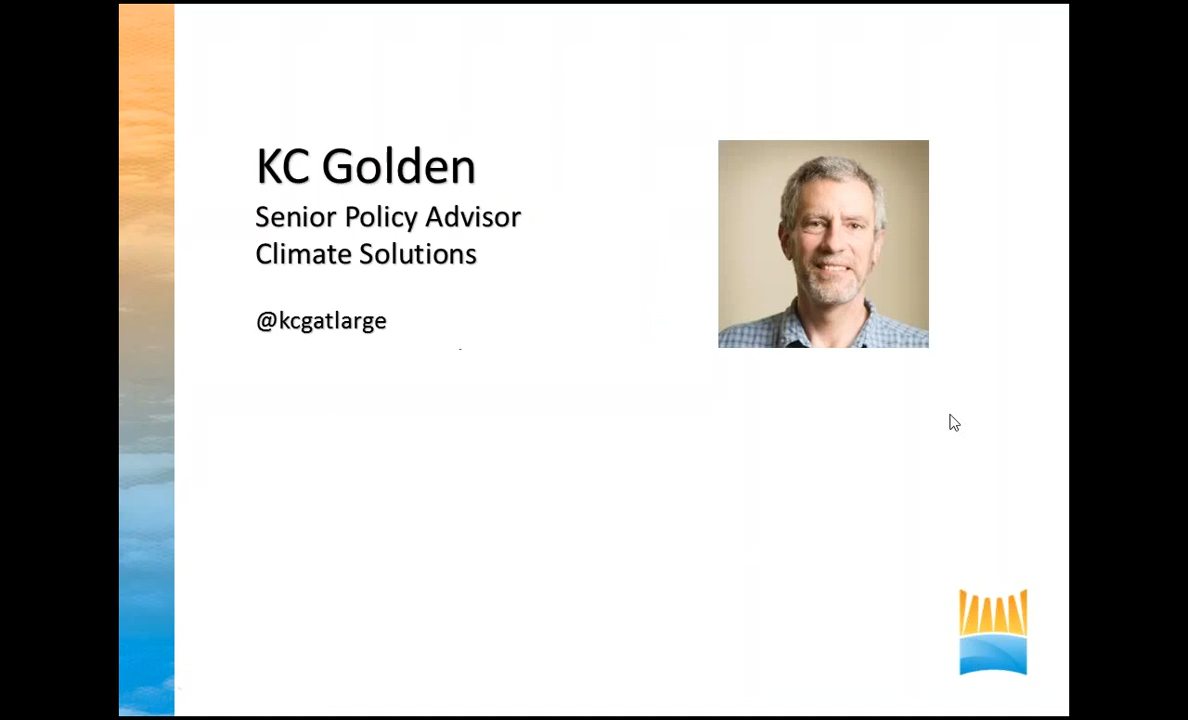 KC Golden
Senior Policy Advisor
Climate Solutions
@kcgatlarge